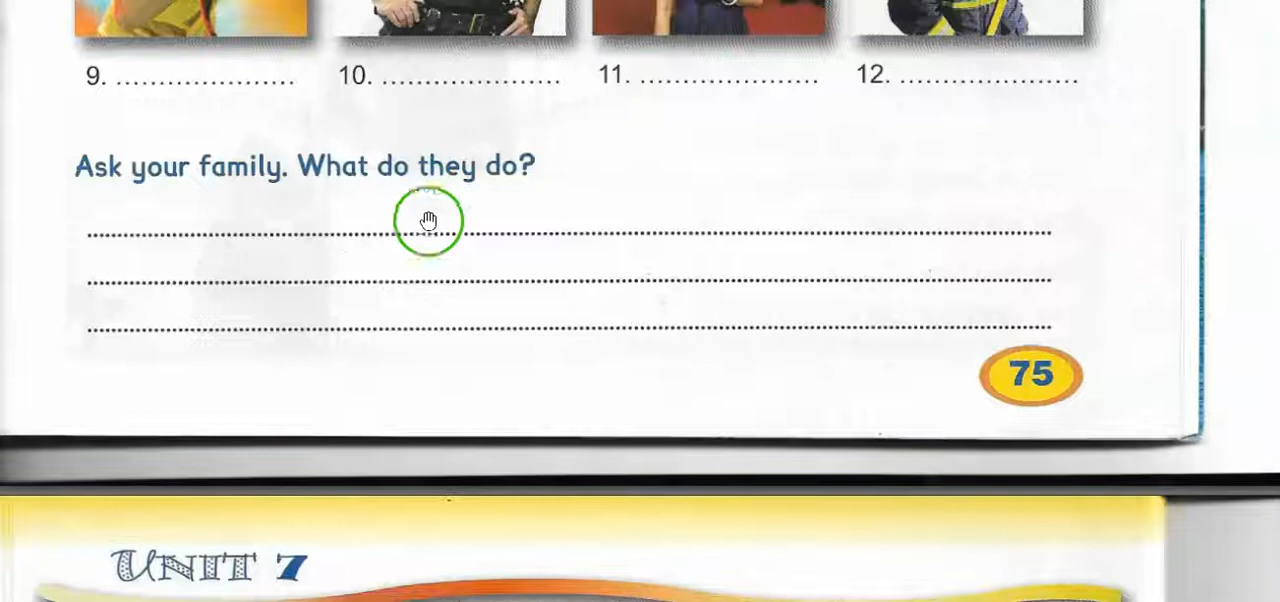 9. ..................... 10. ..................... 11. ..................... 12. .....................
Ask your family. What do they do?
75
UNIT 7